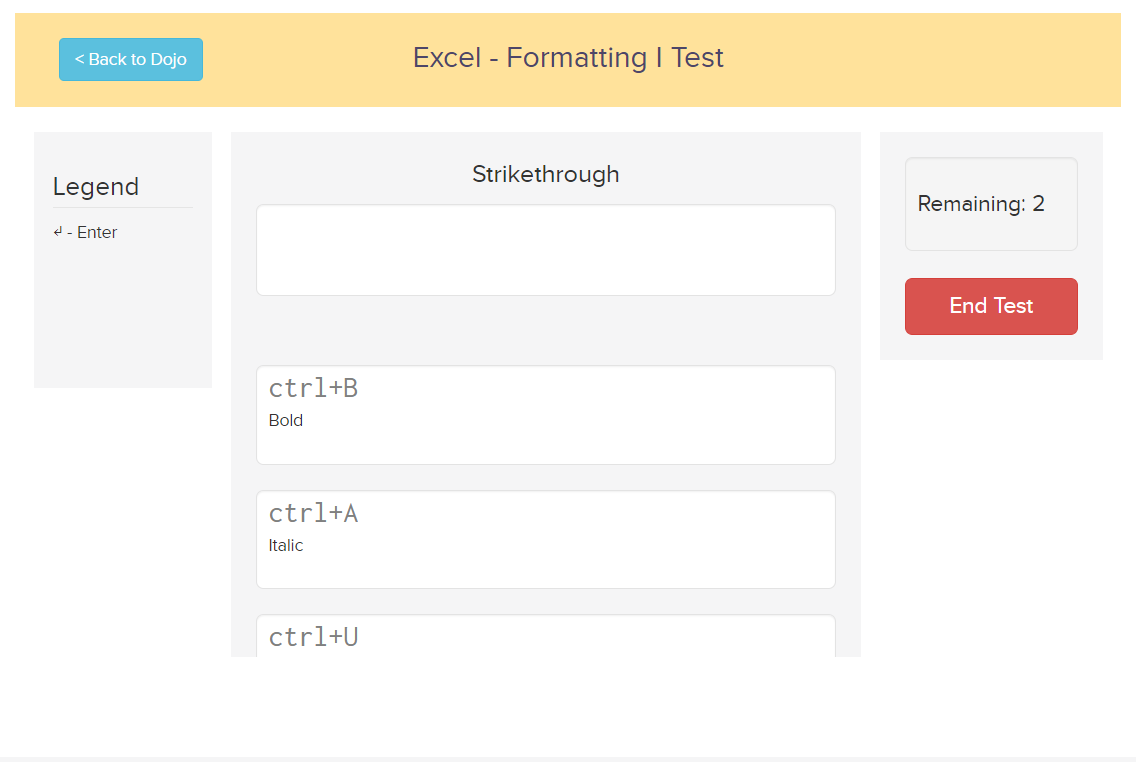 < Back to Dojo
Excel - Formatting I Test
Legend
↵ - Enter
Strikethrough
Remaining: 2
End Test
ctrl+B
Bold
ctrl+A
Italic
ctrl+U